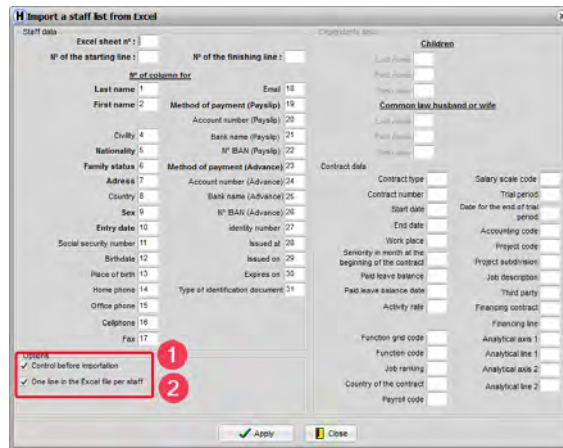 Import a staff list from Excel
Staff data
Excel sheet n° :
N° of the starting line :
N° of the finishing line :
N° of column for
Last name 1
First name 2
Civility 4
Nationality 5
Family status 6
Adress 7
Country 8
Sex 9
Entry date 10
Social security number 11
Birthdate 12
Place of birth 13
Home phone 14
Office phone 15
Cellphone 16
Fax 17
Email 18
Method of payment (Payslip) 19
Account number (Payslip) 20
Bank name (Payslip) 21
N° IBAN (Payslip) 22
Method of payment (Advance) 23
Account number (Advance) 24
Bank name (Advance) 25
N° IBAN (Advance) 26
identity number 27
Issued at 28
Issued on 29
Expires on 30
Type of identification document 31
Options
✓ Control before importation
✓ One line in the Excel file per staff
1
2
Children
Last name
First name
Common law husband or wife
Last name
First name
Contract data
Contract type
Contract number
Start date
End date
Work place
Seniority in month at the
beginning of the contract
Paid leave balance
Paid leave balance date
Activity rate
Function grid code
Function code
Job ranking
Country of the contract
Payroll code
Salary scale code
Trial period
Date for the end of trial
period
Accounting code
Project code
Project subdivision
Job description
Third party
Financing contract
Financing line
Analytical axis 1
Analytical line 1
Analytical axis 2
Analytical line 2
Apply
Close